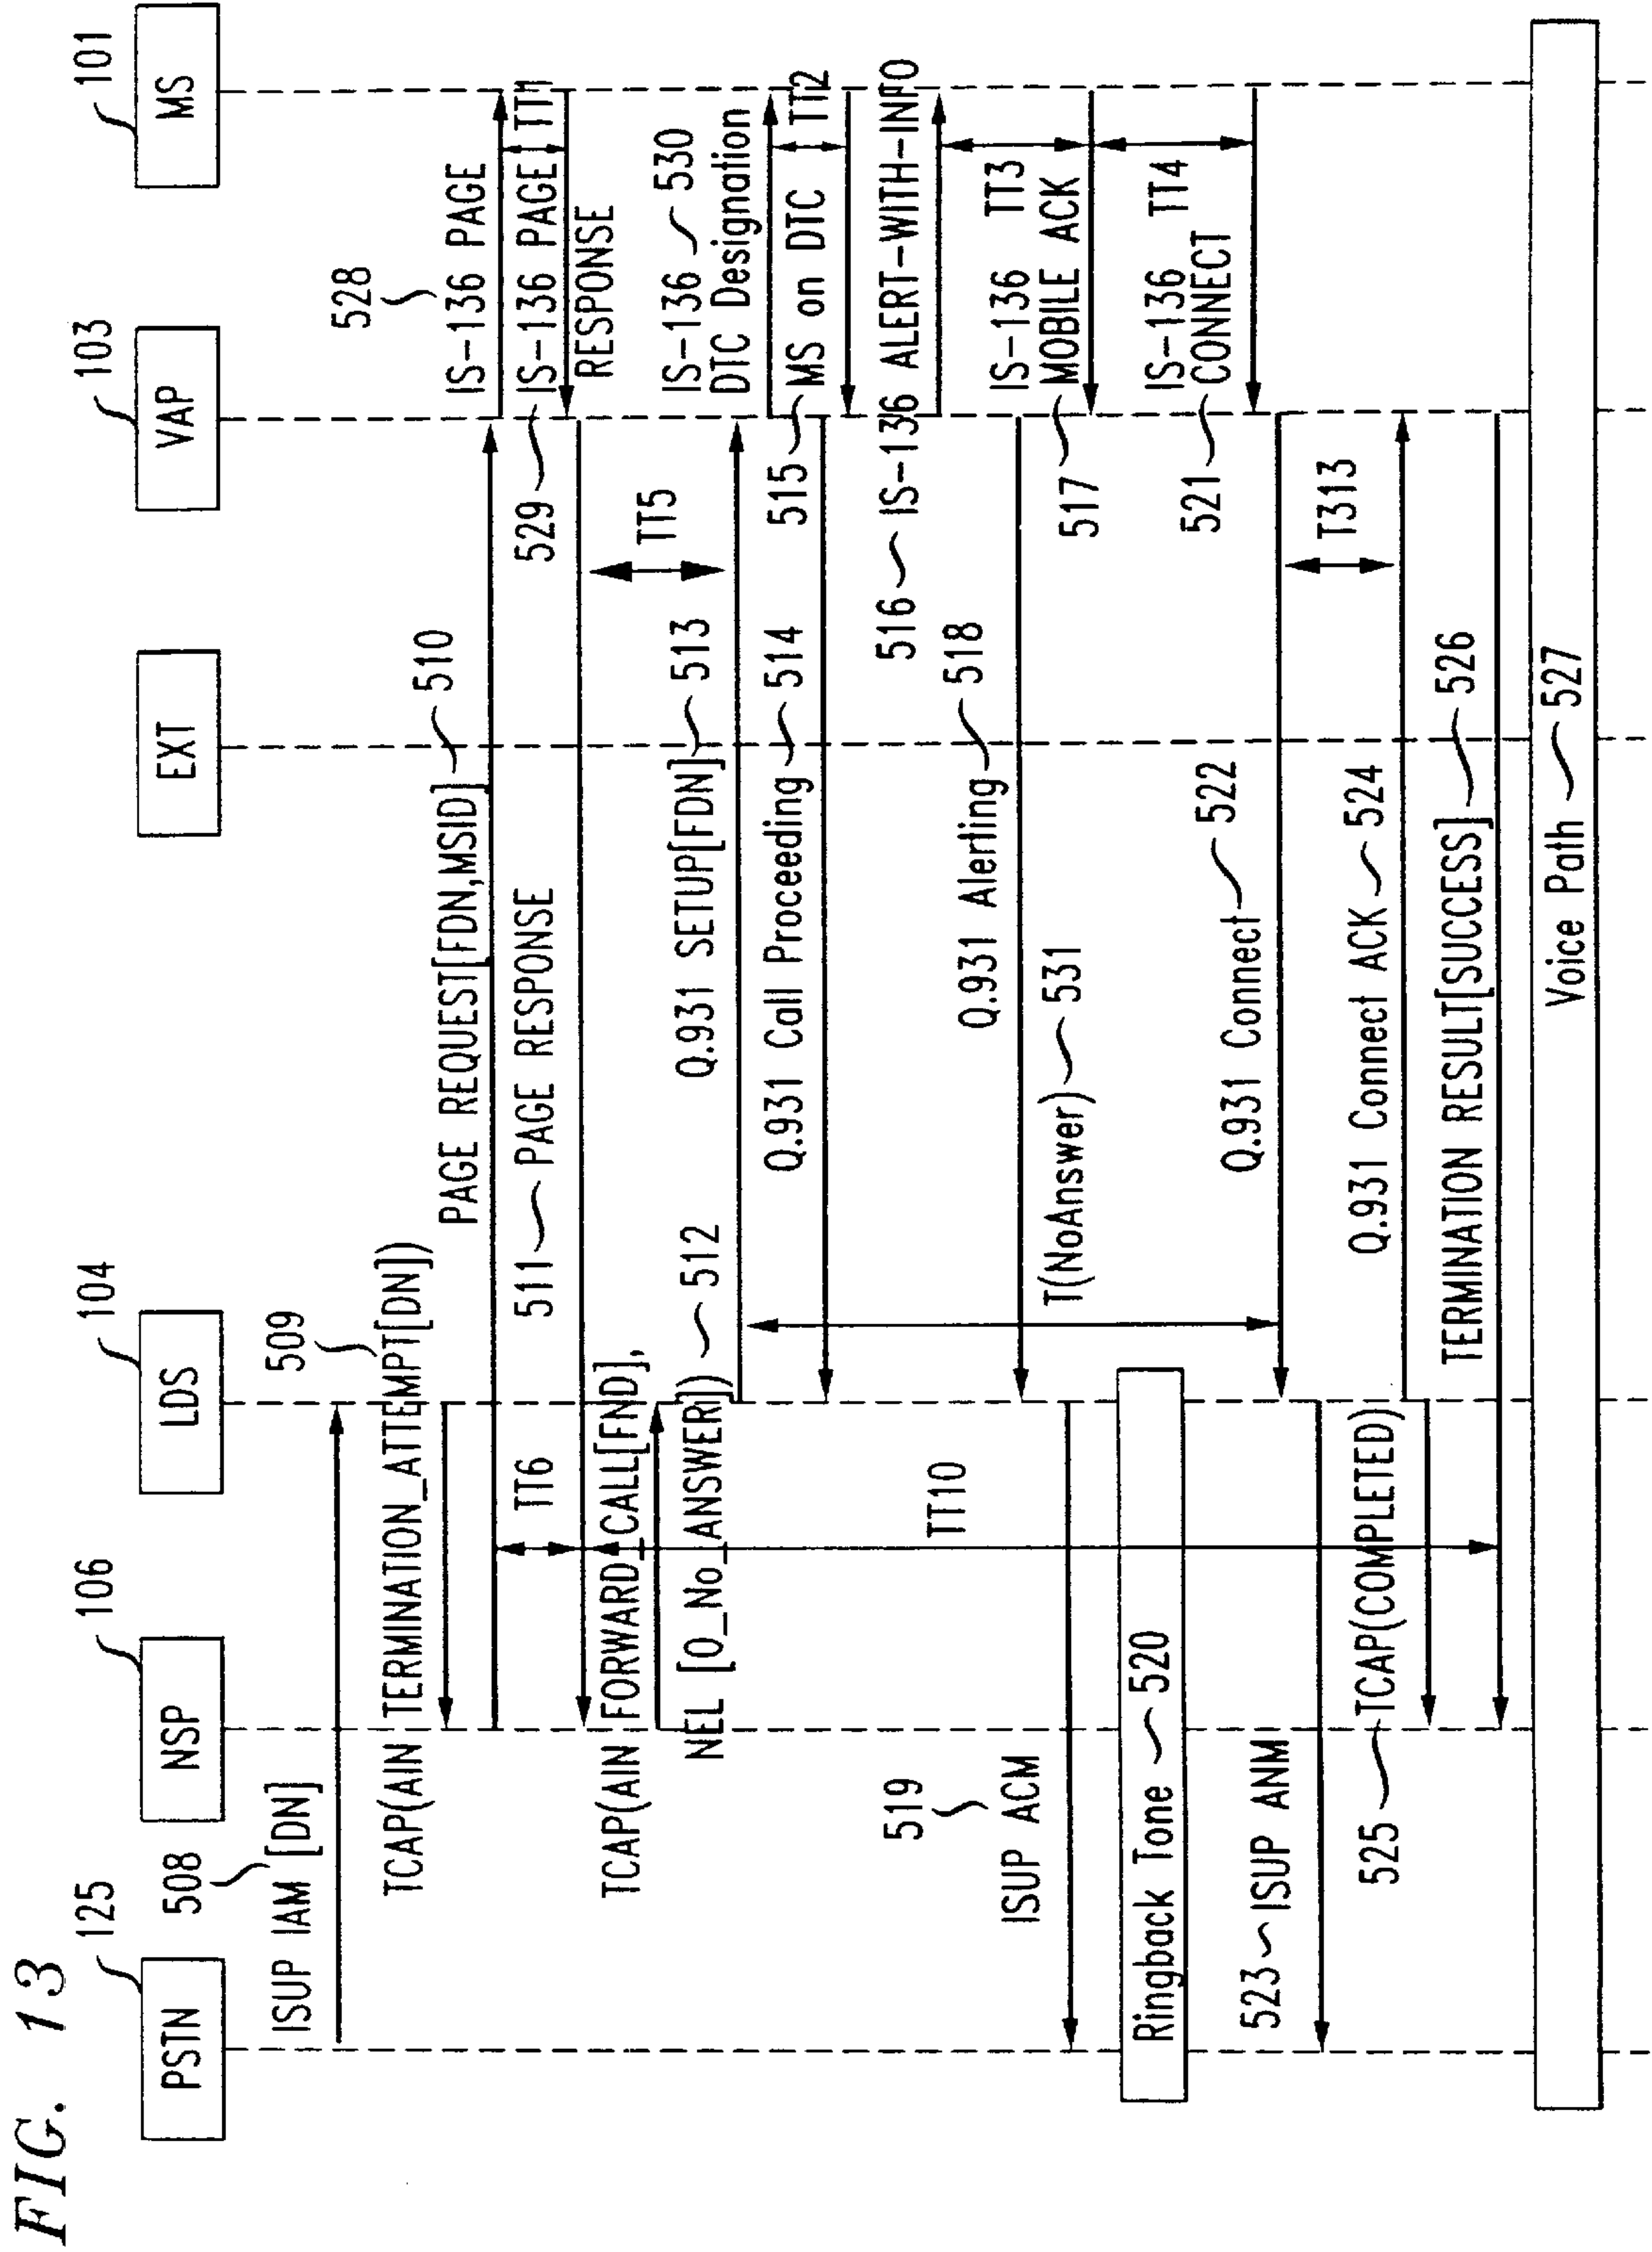 FIG. 13
125
106
104
103
101
PSTN
NSP
LDS
EXT
VAP
MS
508
ISUP IAM [DN]
509
TCAP(AIN TERMINATION_ATTEMPT[DN])
PAGE REQUEST[FDN,MSID]
510
528
IS-136 PAGE
TT6
511
PAGE RESPONSE
529
IS-136 PAGE
RESPONSE
TT1
TCAP(AIN FORWARD_CALL[FND],
NEL [O_No_ANSWER])
512
TT5
Q.931 SETUP[FDN]
513
IS-136
530
DTC Designation
Q.931 Call Proceeding
514
515
MS on DTC
TT2
516
IS-136 ALERT-WITH-INFO
Q.931 Alerting
518
TT10
519
ISUP ACM
T(NoAnswer)
531
517
IS-136
MOBILE ACK
TT3
Ringback Tone
520
521
IS-136
CONNECT
TT4
Q.931 Connect
522
523
ISUP ANM
T313
Q.931 Connect ACK
524
525
TCAP(COMPLETED)
TERMINATION RESULT[SUCCESS]
526
Voice Path
527